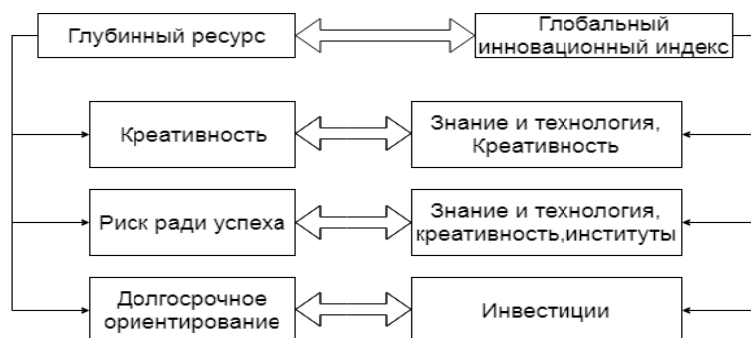 Глубинный ресурс
Глобальный
инновационный индекс
Креативность
Знание и технология,
Креативность
Риск ради успеха
Знание и технология,
креативность,институты
Долгосрочное
ориентирование
Инвестиции